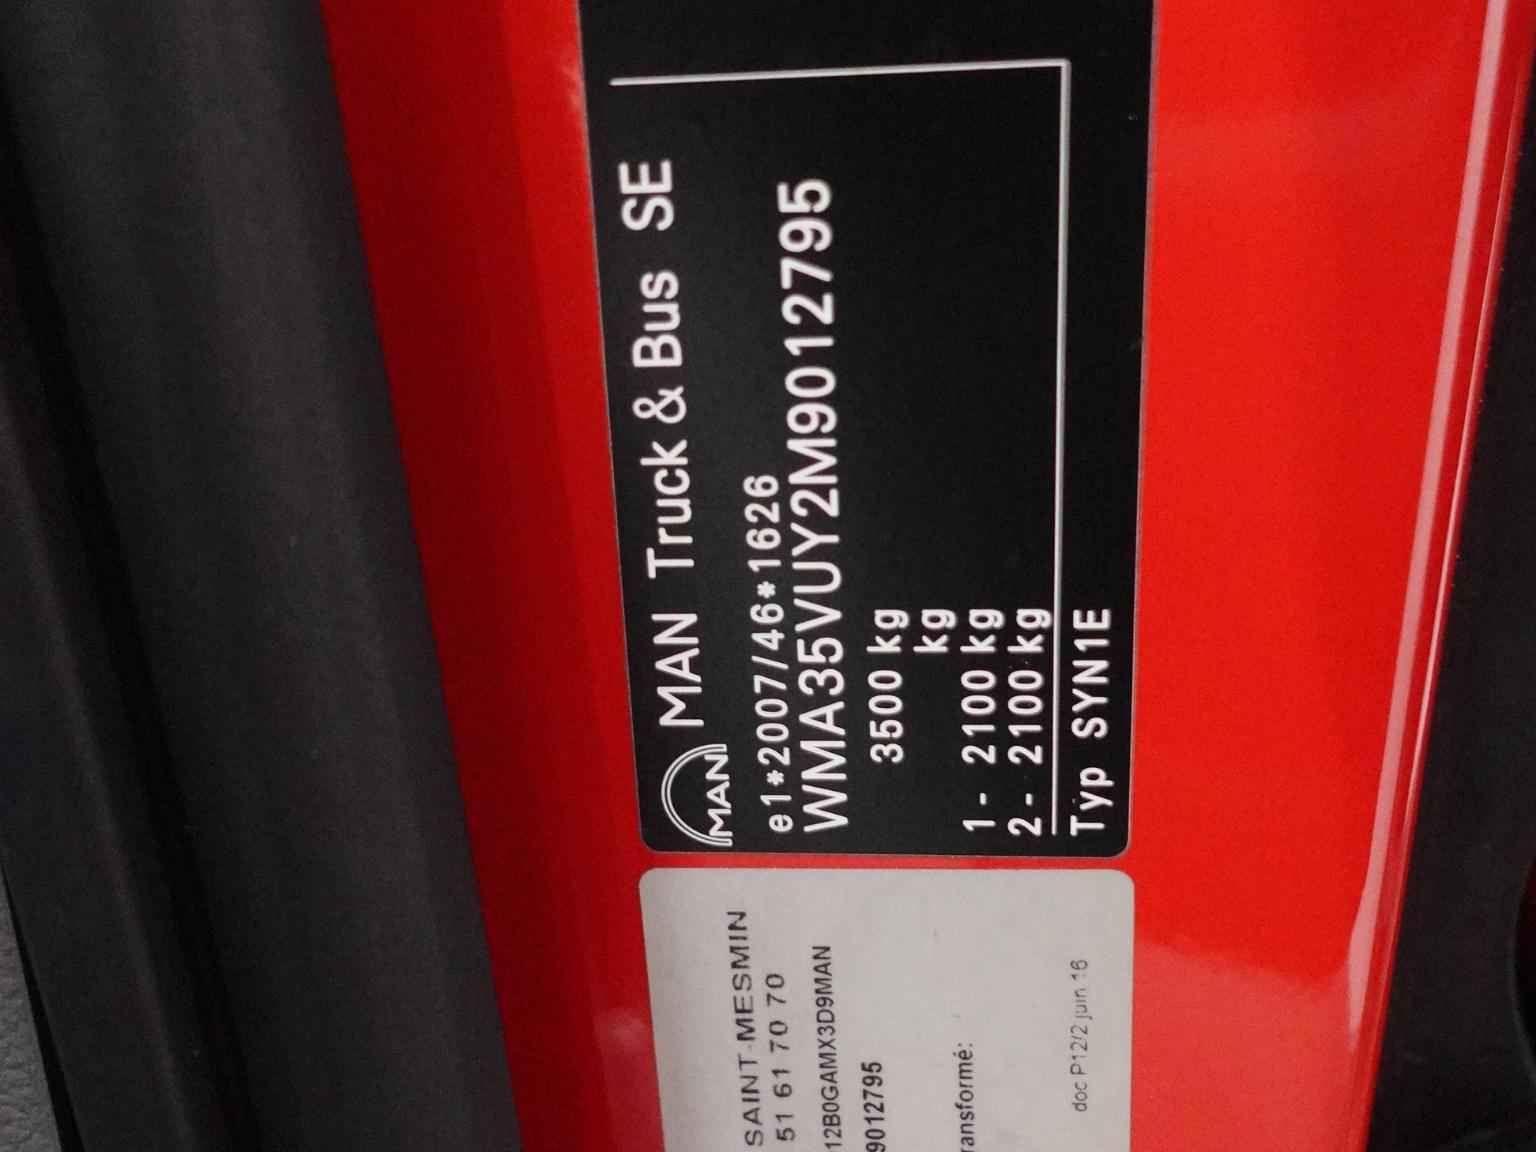 MAN MAN Truck & Bus SE
e1*2007/46*1626
WMA35VUY2M9012795
3500 kg
kg
1- 2100 kg
2- 2100 kg
Typ SYN1E
SAINT-MESMIN
51 61 70 70
12B0GAMX3D9MAN
9012795
ransformé:
doc P12/2 juin 16